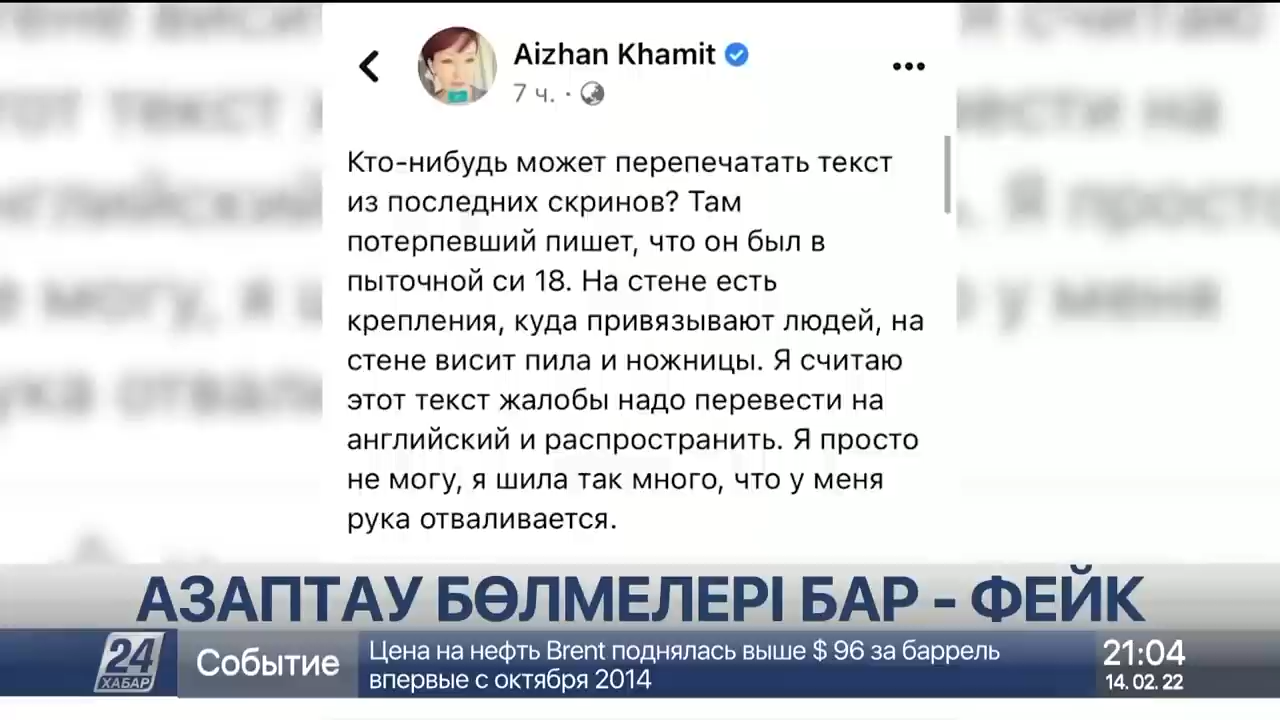 Aizhan Khamit
7 ч. ·
Кто-нибудь может перепечатать текст
из последних скринов? Там
потерпевший пишет, что он был в
пыточной си 18. На стене есть
крепления, куда привязывают людей, на
стене висит пила и ножницы. Я считаю
этот текст жалобы надо перевести на
английский и распространить. Я просто
не могу, я шила так много, что у меня
рука отваливается.
АЗАПТАУ БӨЛМЕЛЕРІ БАР - ФЕЙК
24
ХАБАР
Событие
Цена на нефть Brent поднялась выше $ 96 за баррель
впервые с октября 2014
21:04
14. 02. 22